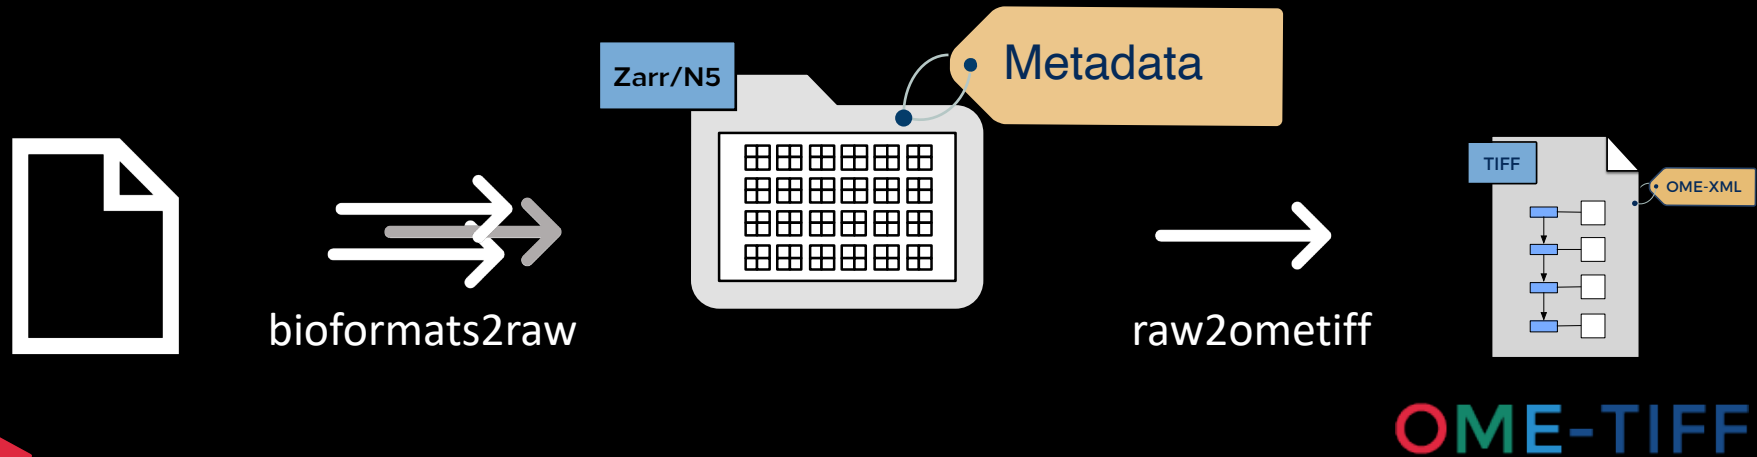 Zarr/N5
Metadata
bioformats2raw
raw2ometiff
TIFF
OME-XML
OME-TIFF